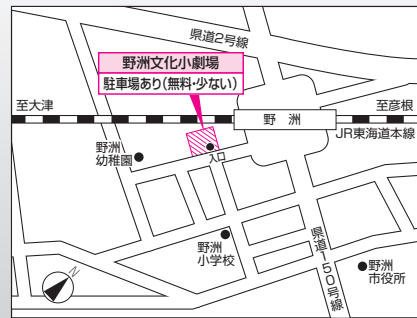 県道2号線
野洲文化小劇場
駐車場あり(無料・少ない)
至大津
至彦根
野洲
JR東海道本線
入口
野洲
幼稚園
野洲
小学校
県道150号線
野洲
市役所
N